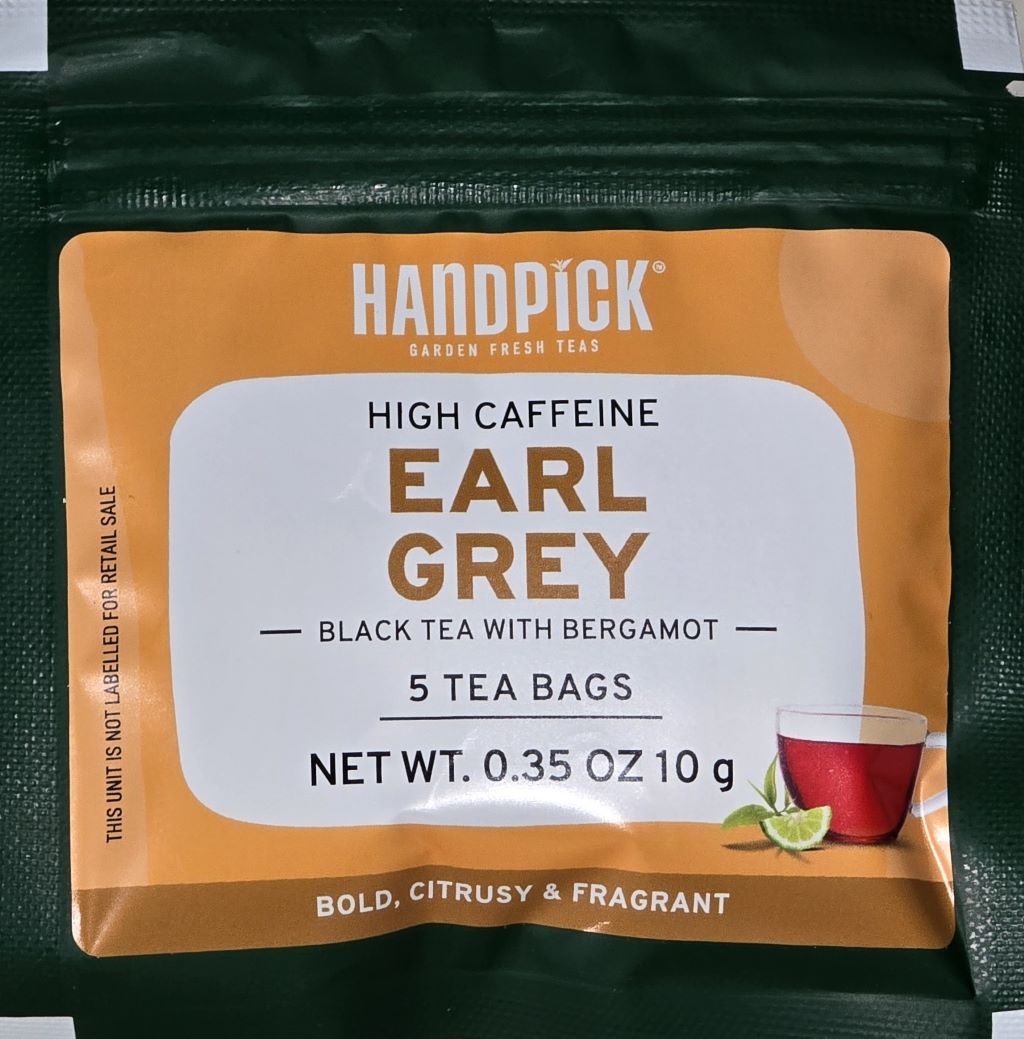 HANDPICK™
GARDEN FRESH TEAS
HIGH CAFFEINE
EARL
GREY
BLACK TEA WITH BERGAMOT
5 TEA BAGS
NET WT. 0.35 OZ 10 g
BOLD, CITRUSY & FRAGRANT
THIS UNIT IS NOT LABELLED FOR RETAIL SALE